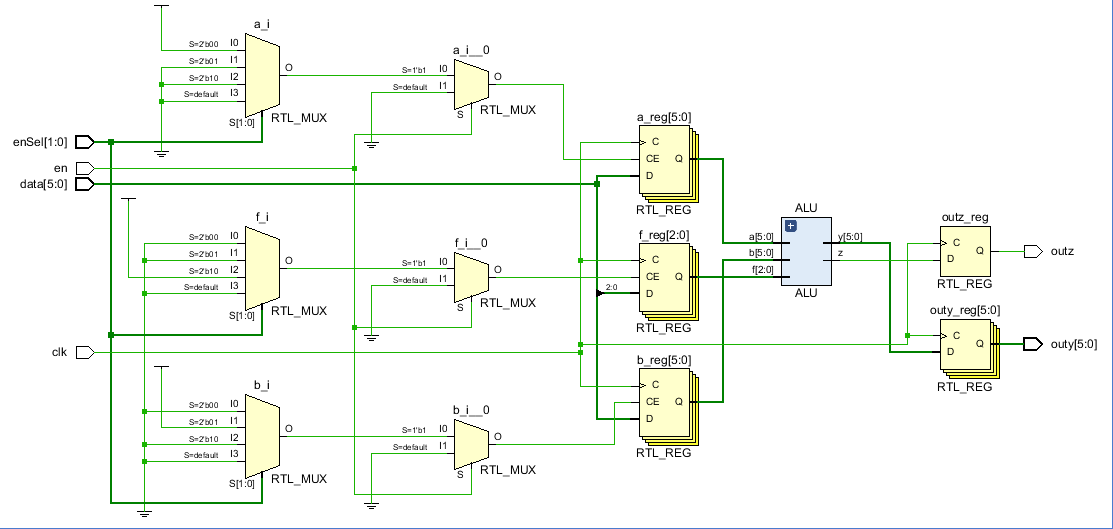 a_i
S=2'b00 I0
S=2'b01 I1
S=2'b10 I2
S=default I3
O
S[1:0]
RTL_MUX
a_i__0
S=1'b1 I0
S=default I1
O
S
RTL_MUX
enSel[1:0]
en
data[5:0]
clk
f_i
S=2'b00 I0
S=2'b01 I1
S=2'b10 I2
S=default I3
O
S[1:0]
RTL_MUX
f_i__0
S=1'b1 I0
S=default I1
O
S
RTL_MUX
b_i
S=2'b00 I0
S=2'b01 I1
S=2'b10 I2
S=default I3
O
S[1:0]
RTL_MUX
b_i__0
S=1'b1 I0
S=default I1
O
S
RTL_MUX
a_reg[5:0]
C
CE Q
D
RTL_REG
f_reg[2:0]
C
CE Q
2:0 D
RTL_REG
b_reg[5:0]
C
CE Q
D
RTL_REG
ALU
+
a[5:0] y[5:0]
b[5:0] z
f[2:0]
ALU
outz_reg
C Q
D
RTL_REG
outz
outy_reg[5:0]
C Q
D
RTL_REG
outy[5:0]